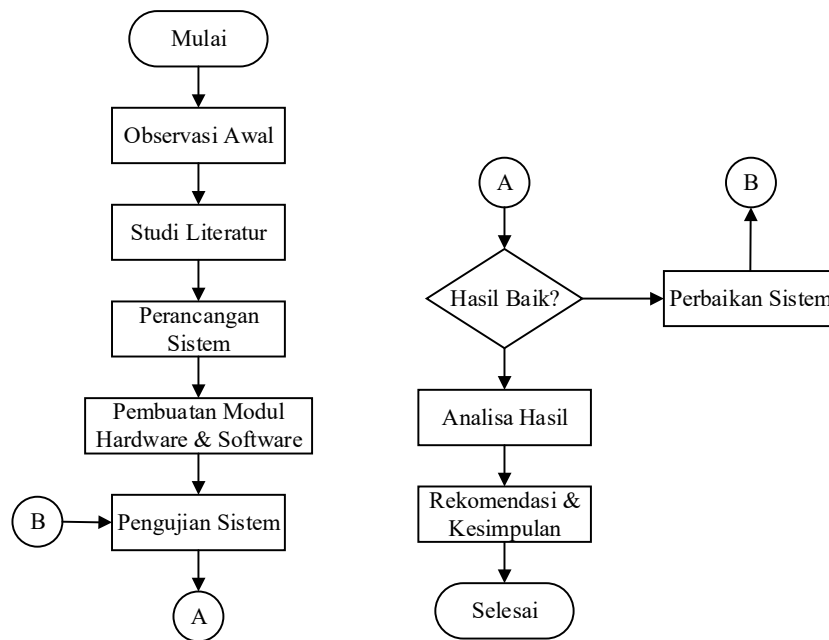 Mulai
Observasi Awal
Studi Literatur
Perancangan
Sistem
Pembuatan Modul
Hardware & Software
B
Pengujian Sistem
A
A
B
Hasil Baik?
Perbaikan Sistem
Analisa Hasil
Rekomendasi &
Kesimpulan
Selesai